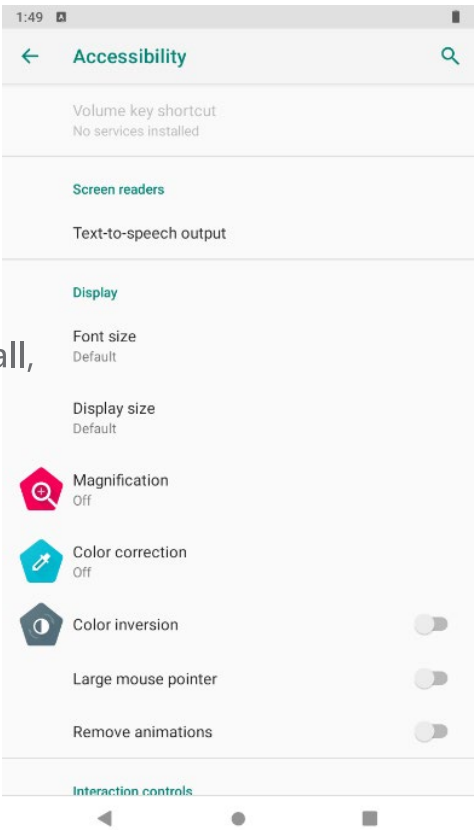 1:49
Accessibility
Volume key shortcut
No services installed
Screen readers
Text-to-speech output
Display
Font size
all,
Default
Display size
Default
Magnification
Off
Color correction
Off
Color inversion
Large mouse pointer
Remove animations
Interaction controls